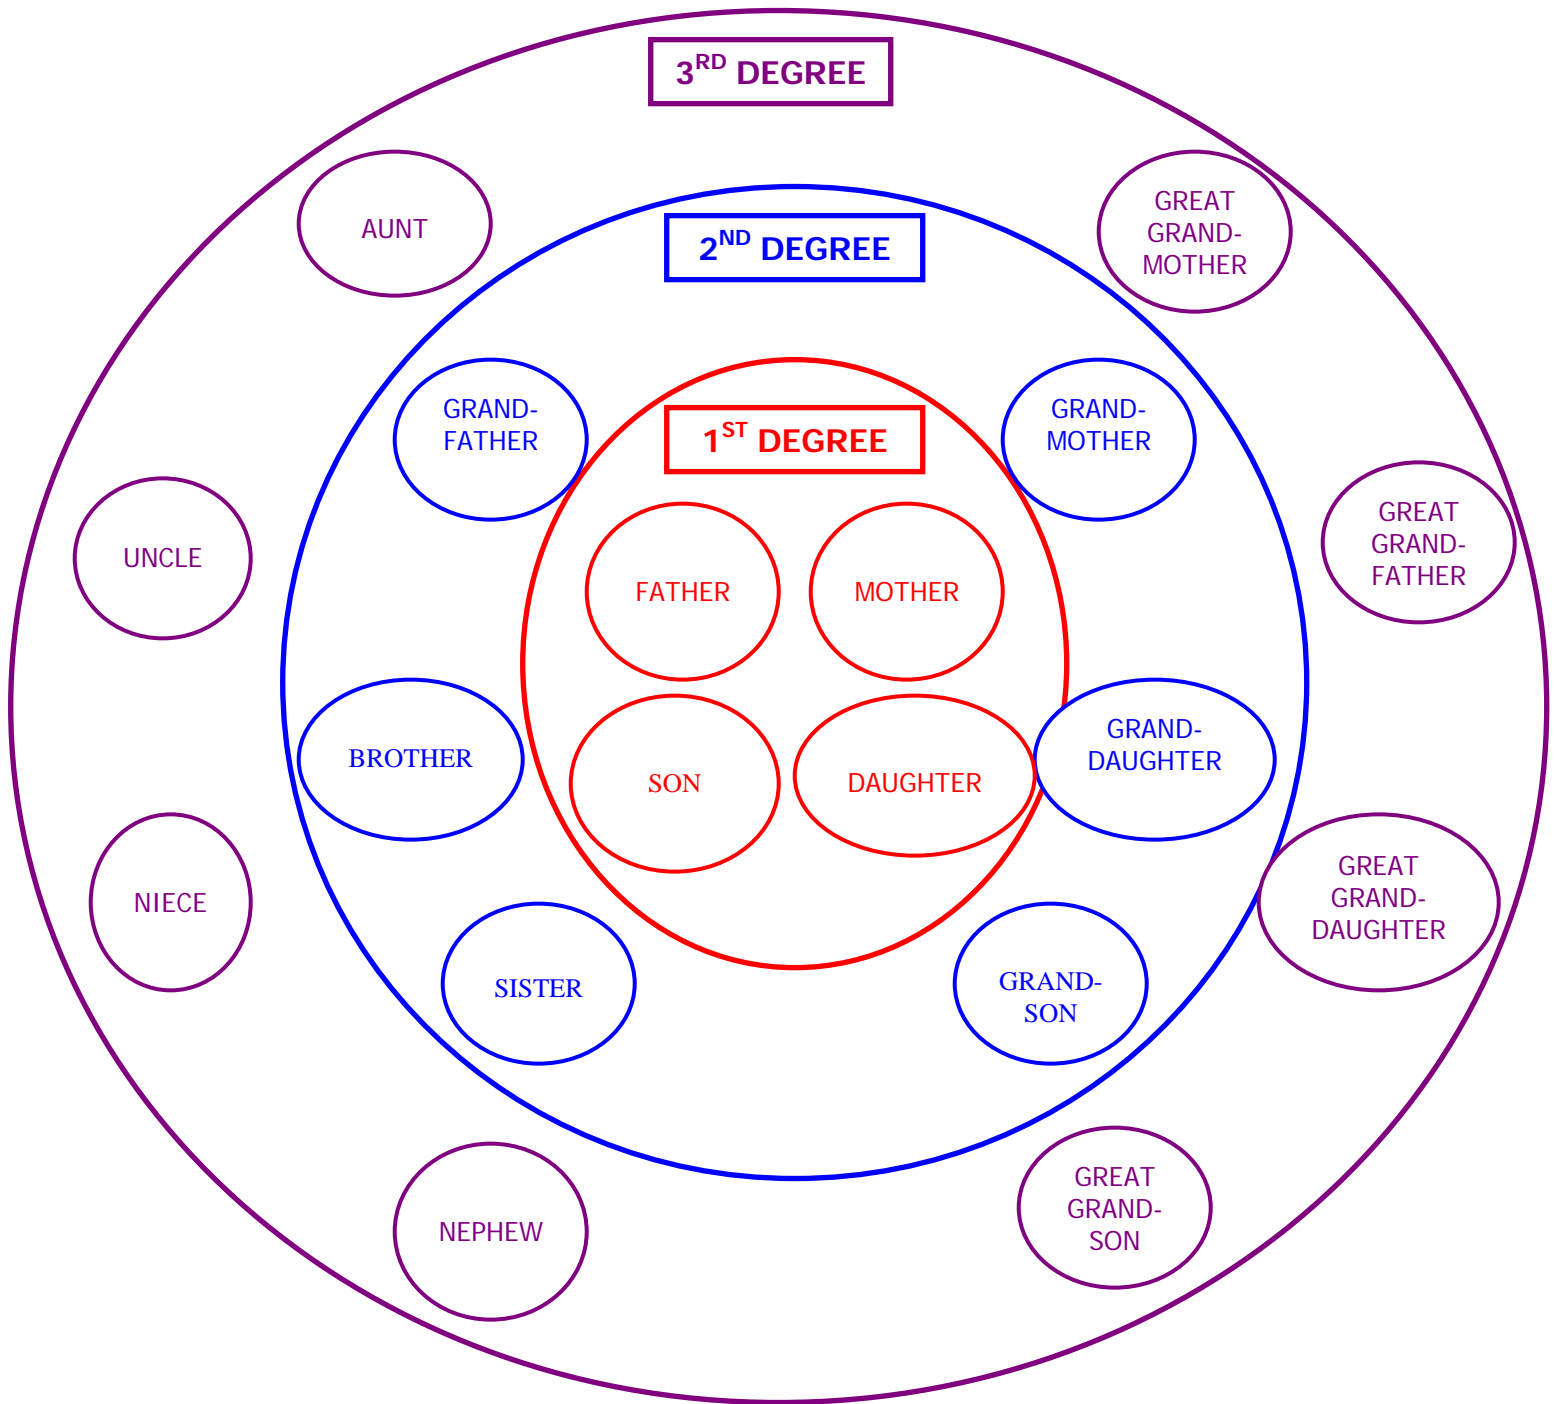 3RD DEGREE
AUNT
GREAT
GRAND-
MOTHER
2ND DEGREE
GRAND-
FATHER
1ST DEGREE
GRAND-
MOTHER
UNCLE
FATHER
MOTHER
GREAT
GRAND-
FATHER
BROTHER
SON
DAUGHTER
GRAND-
DAUGHTER
NIECE
GREAT
GRAND-
DAUGHTER
SISTER
GRAND-
SON
NEPHEW
GREAT
GRAND-
SON